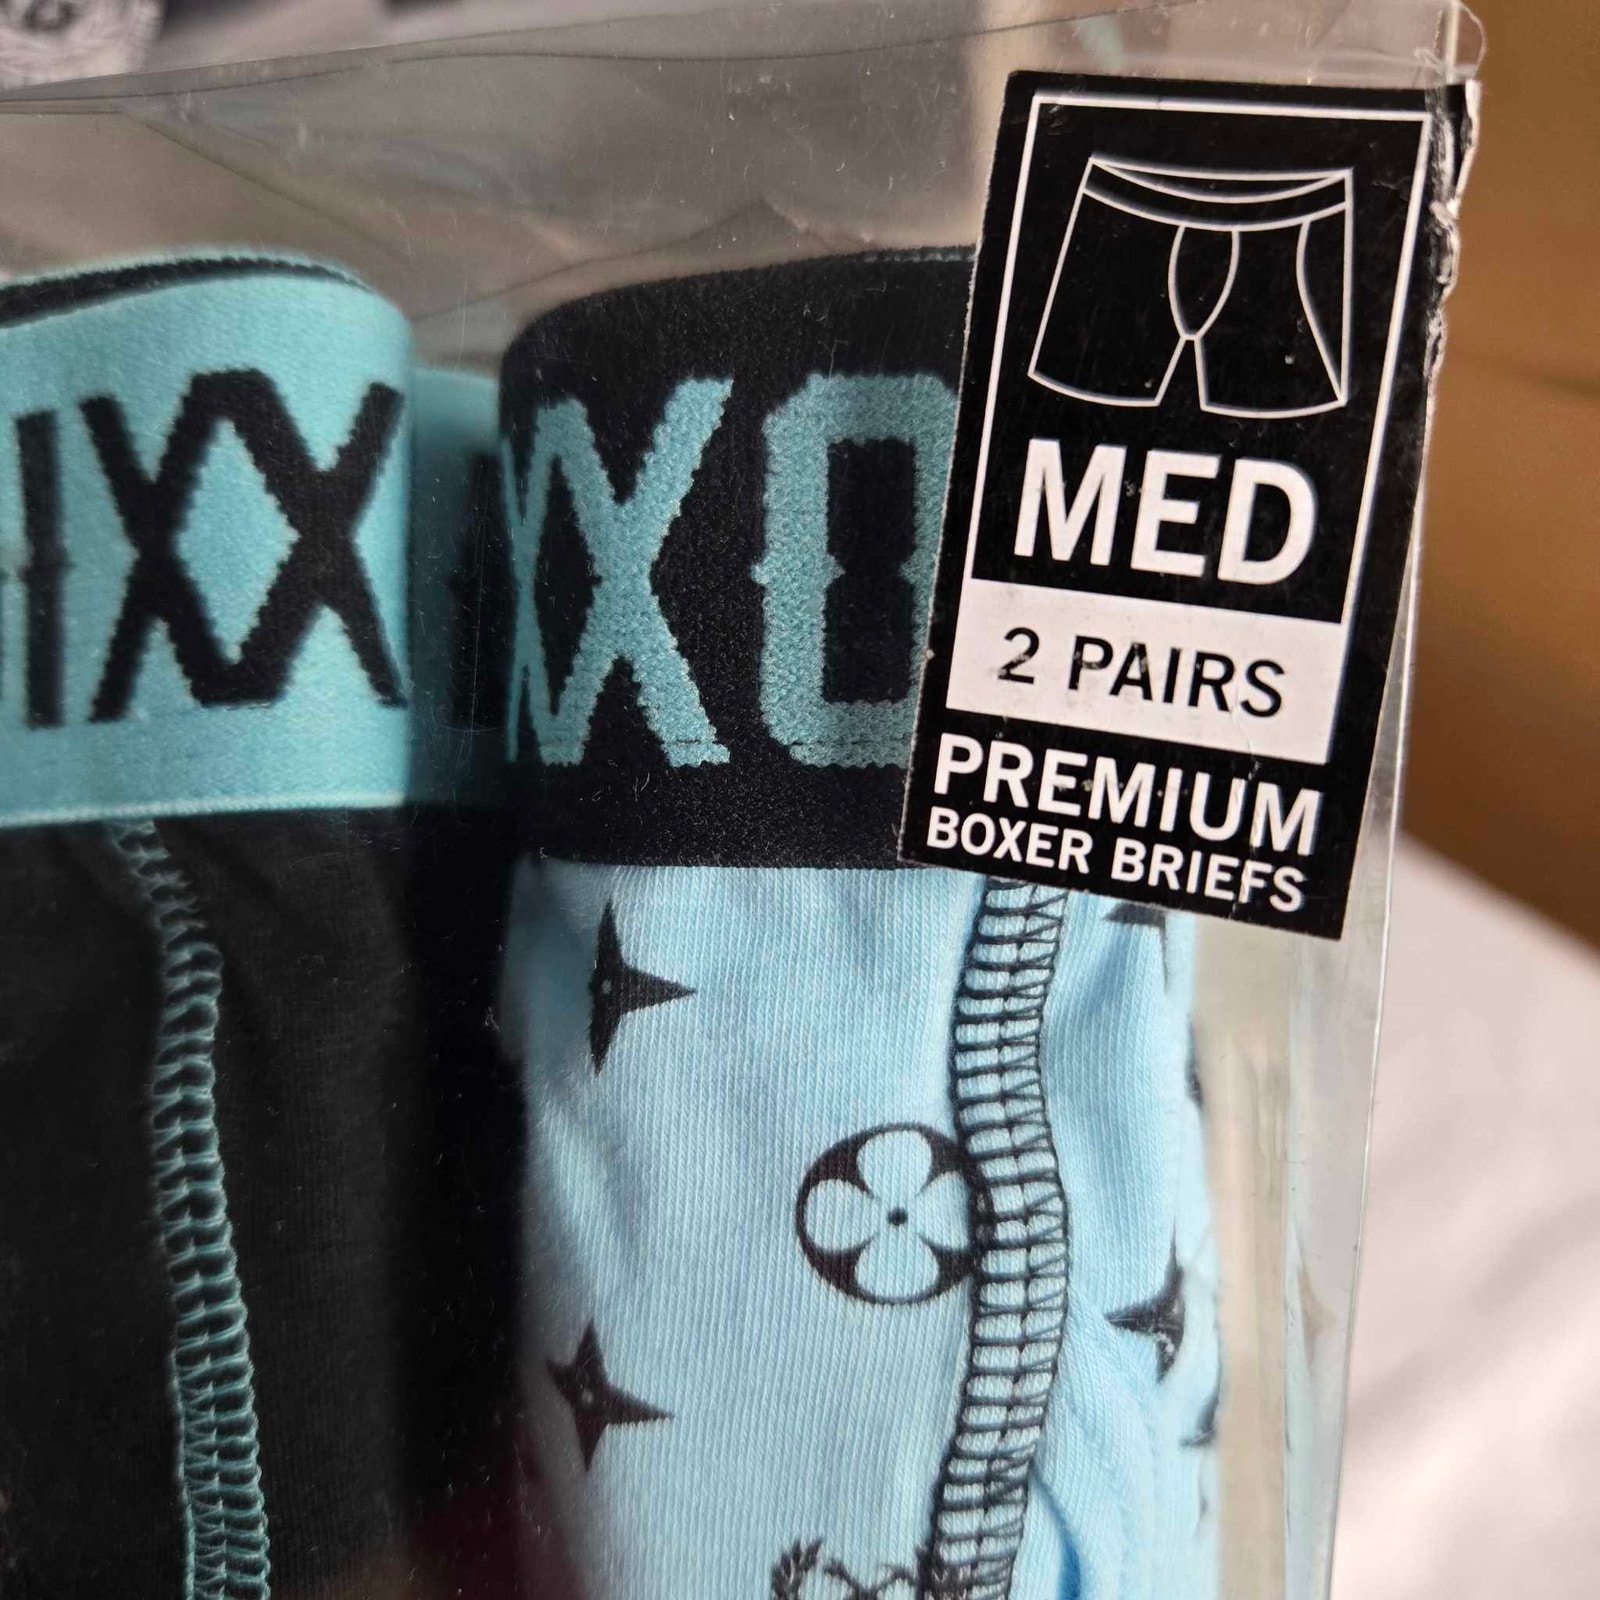 MED
2 PAIRS
PREMIUM
BOXER BRIEFS